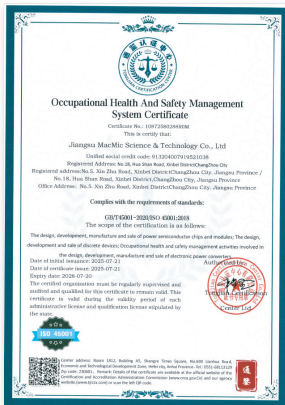 Occupational Health And Safety Management
System Certificate
This is to certify that:
Jiangsu MacMic Science & Technology Co., Ltd
Unified social credit code: 913204007919521038
Registered Address: No.18, Hua Shan Road, Xinbei DistrictChangZhou City
Registered address:No.5. Xin Zhu Road, Xinbei DistrictChangZhou City. Jiangsu Province /
No.18, Hua Shan Road, Xinbei District,ChangZhou City, Jiangsu Province
Office Address: No.5. Xin Zhu Road, Xinbei DistrictChangZhou City. Jiangsu Province
Complies with the requirements of standards:
GB/T45001-2020/ISO 45001:2018
The scope of the certification is as follows:
The design, development, manufacture and sale of power semiconductor chips and modules; The design,
development and sale of discrete devices; Occupational health and safety management activities involved in
the design, development, manufacture and sale of electronic power converters
Date of initial issuance: 2025-07-21
Date of certificate issue: 2025-07-21
Expiry date: 2028-07-20
The certified organization must be regularly supervised and
audited and qualified for this certificate to remain valid. This
certificate is valid during the validity period of each
administrative license and qualification license stipulated by
the state.
Certification
Center Ltd
ISO 45001